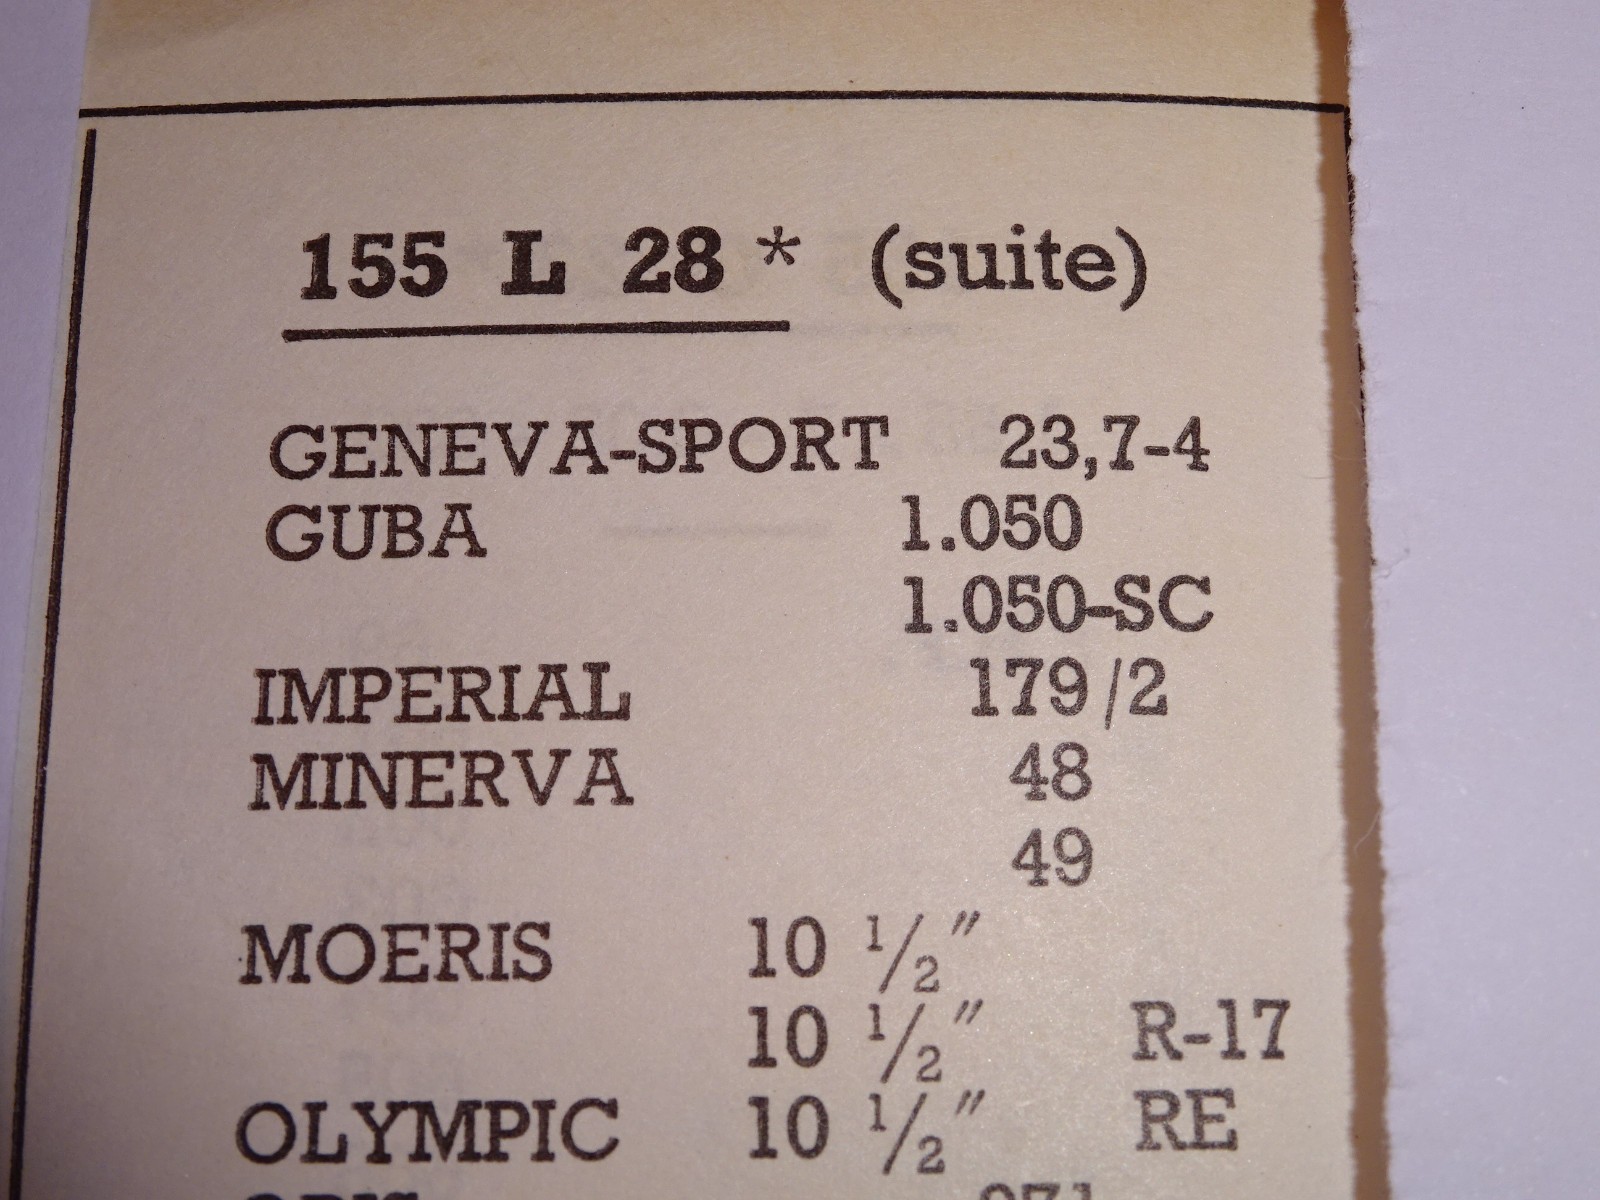 155 L 28 * (suite)
GENEVA-SPORT 23,7-4
GUBA 1.050
1.050-SC
IMPERIAL 179/2
MINERVA 48
49
MOERIS 10 1/2"
10 1/2" R-17
OLYMPIC 10 1/2" RE